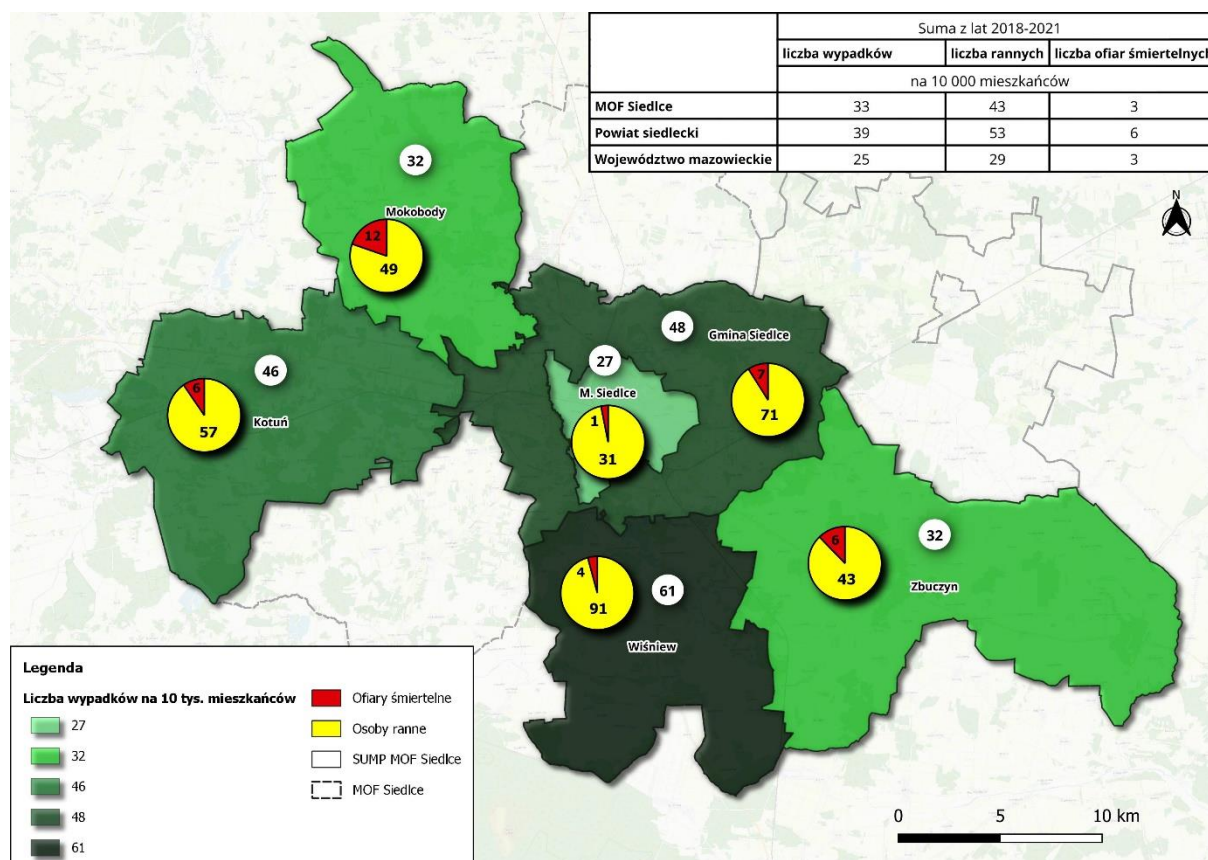 Suma z lat 2018-2021
liczba wypadków liczba rannych liczba ofiar śmiertelnych
na 10 000 mieszkańców
MOF Siedlce 33 43 3
Powiat siedlecki 39 53 6
Województwo mazowieckie 25 29 3
N
32
Mokobody
12
49
48
Gmina Siedlce
27
46
M. Siedlce
7
6
71
Kotuń
57
1
31
32
6
43
Zbuczyn
4
61
91
Wiśniew
Legenda
Liczba wypadków na 10 tys. mieszkańców
27
32
46
48
61
Ofiary śmiertelne
Osoby ranne
SUMP MOF Siedlce
MOF Siedlce
0 5 10 km